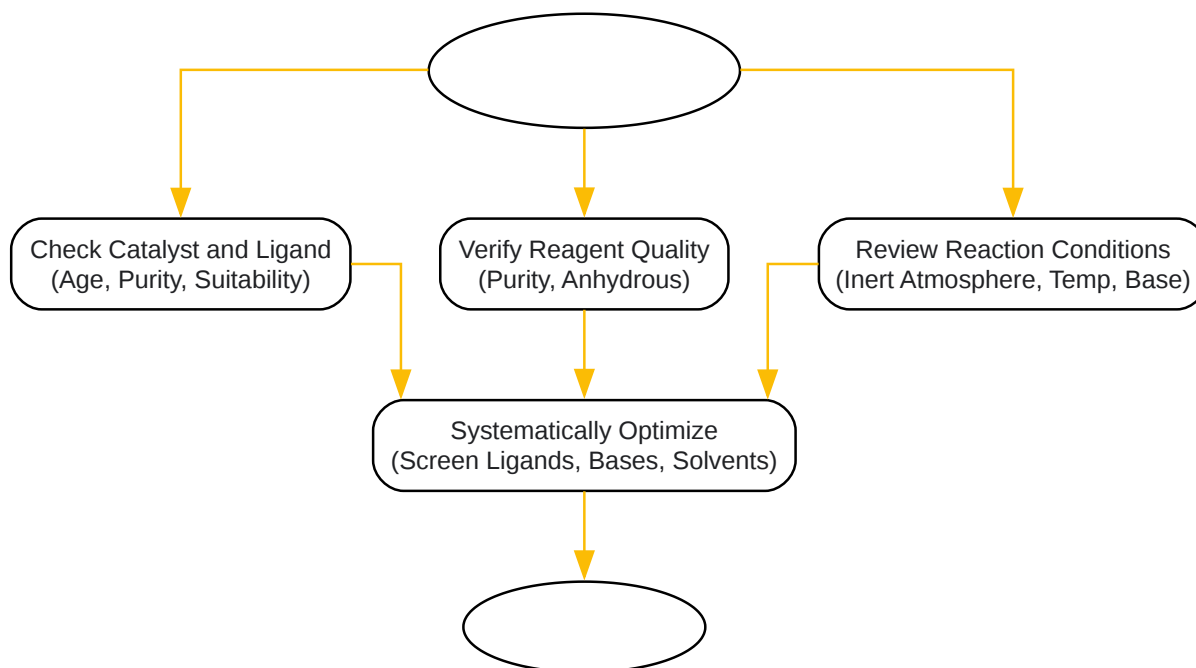 Check Catalyst and Ligand
(Age, Purity, Suitability)
Verify Reagent Quality
(Purity, Anhydrous)
Review Reaction Conditions
(Inert Atmosphere, Temp, Base)
Systematically Optimize
(Screen Ligands, Bases, Solvents)